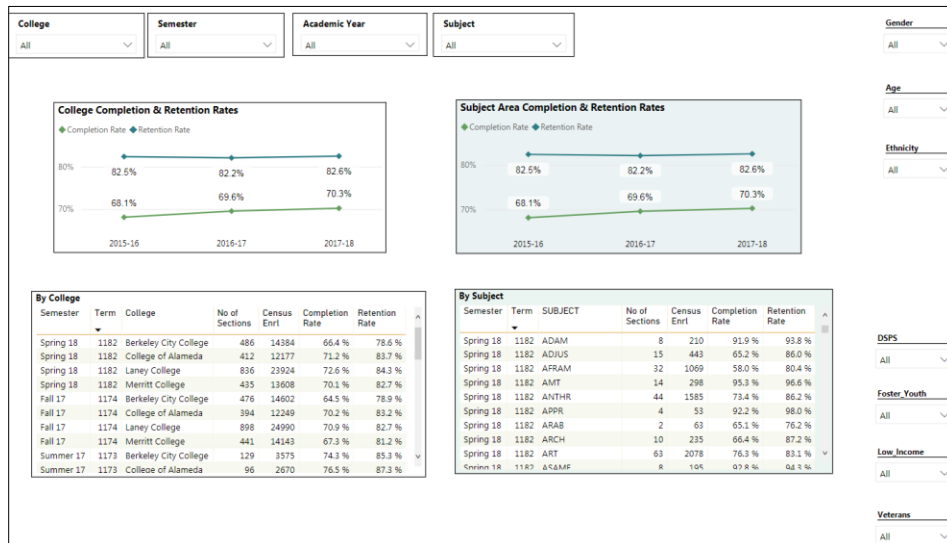 College Semester Academic Year Subject
All All All All
Gender
All
Age
All
Ethnicity
All
College Completion & Retention Rates
Completion Rate Retention Rate
80%
70%
82.5% 82.2% 82.6%
68.1% 69.6% 70.3%
2015-16 2016-17 2017-18
Subject Area Completion & Retention Rates
Completion Rate Retention Rate
80%
70%
82.5% 82.2% 82.6%
68.1% 69.6% 70.3%
2015-16 2016-17 2017-18
By College
Semester Term College No of Sections Census Enrl Completion Rate Retention Rate
Spring 18 1182 Berkeley City College 486 14384 66.4 % 78.6 %
Spring 18 1182 College of Alameda 412 12177 71.2 % 83.7 %
Spring 18 1182 Laney College 836 23924 72.6 % 84.3 %
Spring 18 1182 Merritt College 435 13608 70.1 % 82.7 %
Fall 17 1174 Berkeley City College 476 14602 64.5 % 78.9 %
Fall 17 1174 College of Alameda 394 12249 70.2 % 83.2 %
Fall 17 1174 Laney College 898 24990 70.9 % 82.7 %
Fall 17 1174 Merritt College 441 14143 67.3 % 81.2 %
Summer 17 1173 Berkeley City College 129 3575 74.3 % 85.3 %
Summer 17 1173 College of Alameda 96 2670 76.5 % 87.3 %
By Subject
Semester Term SUBJECT No of Sections Census Enrl Completion Rate Retention Rate
Spring 18 1182 ADAM 8 210 91.9 % 93.8 %
Spring 18 1182 ADJUS 15 443 65.2 % 86.0 %
Spring 18 1182 AFRAM 32 1069 58.0 % 80.4 %
Spring 18 1182 AMT 14 298 95.3 % 96.6 %
Spring 18 1182 ANTHR 44 1585 73.4 % 86.2 %
Spring 18 1182 APPR 4 53 92.2 % 98.0 %
Spring 18 1182 ARAB 2 63 65.1 % 76.2 %
Spring 18 1182 ARCH 10 235 66.4 % 87.2 %
Spring 18 1182 ART 63 2078 76.3 % 83.1 %
Spring 18 1182 ASAME 8 195 92.8 % 94.3 %
DSPS
All
Foster_Youth
All
Low_Income
All
Veterans
All